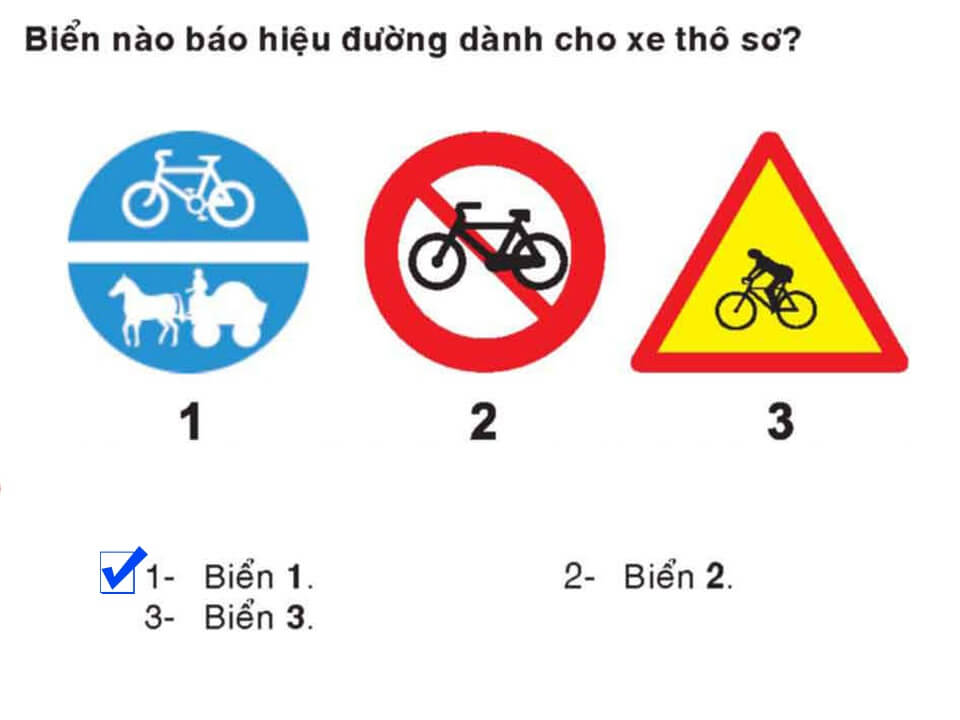 Biển nào báo hiệu đường dành cho xe thô sơ?
1 2 3
1- Biển 1. 2- Biển 2.
3- Biển 3.